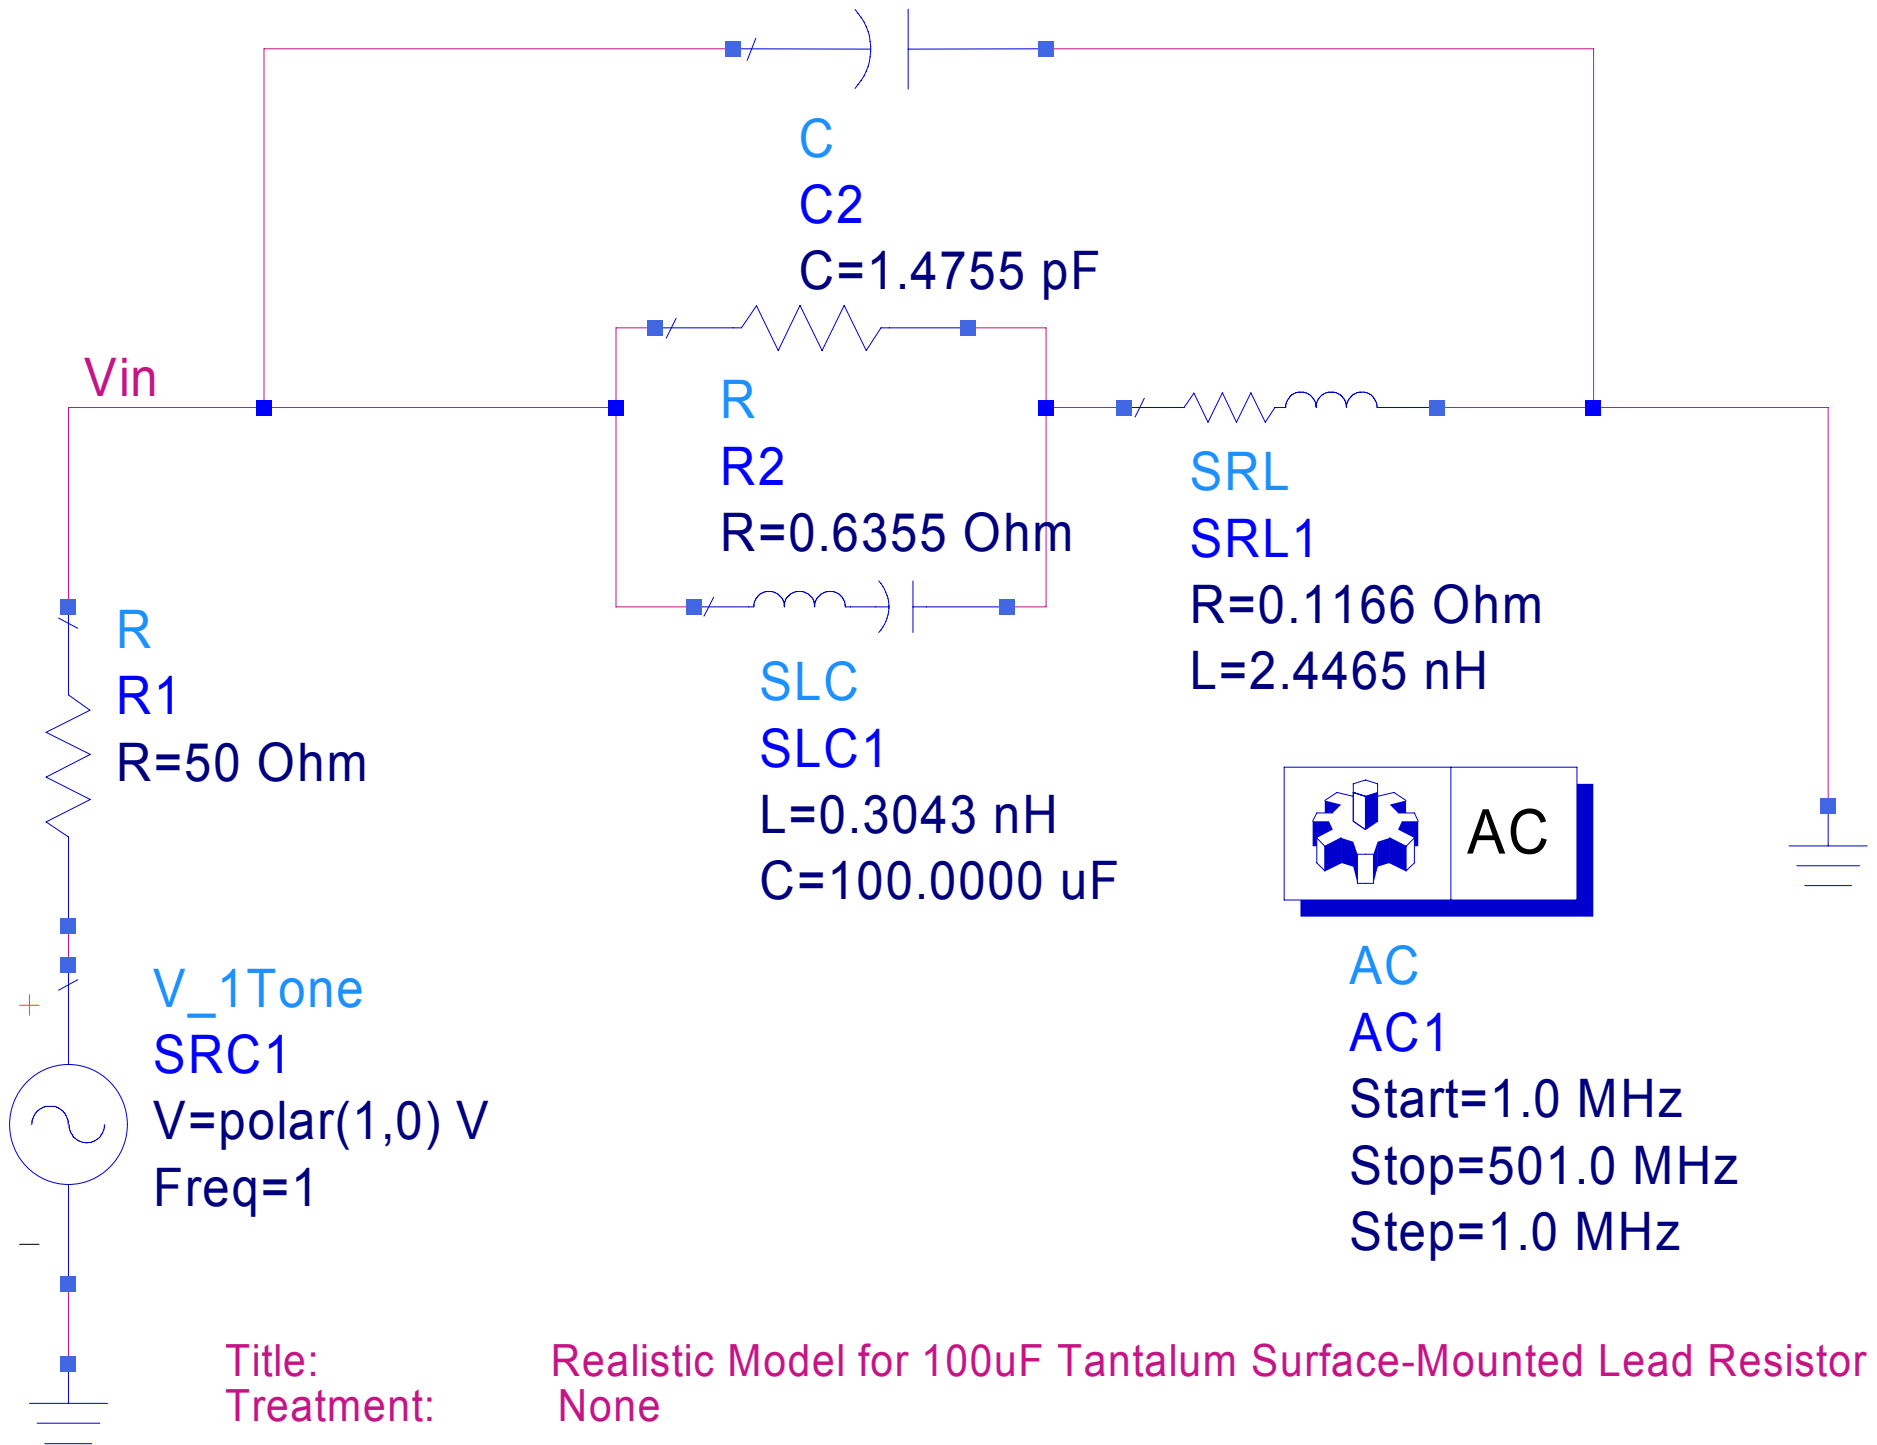 C
C2
C=1.4755 pF
Vin
R
R2
R=0.6355 Ohm
SRL
SRL1
R=0.1166 Ohm
L=2.4465 nH
R
R1
R=50 Ohm
SLC
SLC1
L=0.3043 nH
C=100.0000 uF
AC
AC
AC1
Start=1.0 MHz
Stop=501.0 MHz
Step=1.0 MHz
+
V_1Tone
SRC1
V=polar(1,0) V
Freq=1
–
Title: Realistic Model for 100uF Tantalum Surface-Mounted Lead Resistor
Treatment: None